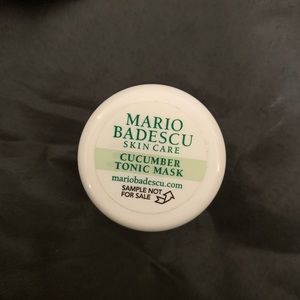 MARIO
BADESCU
SKIN CARE
CUCUMBER
TONIC MASK
mariobadescu.com
SAMPLE NOT
FOR SALE